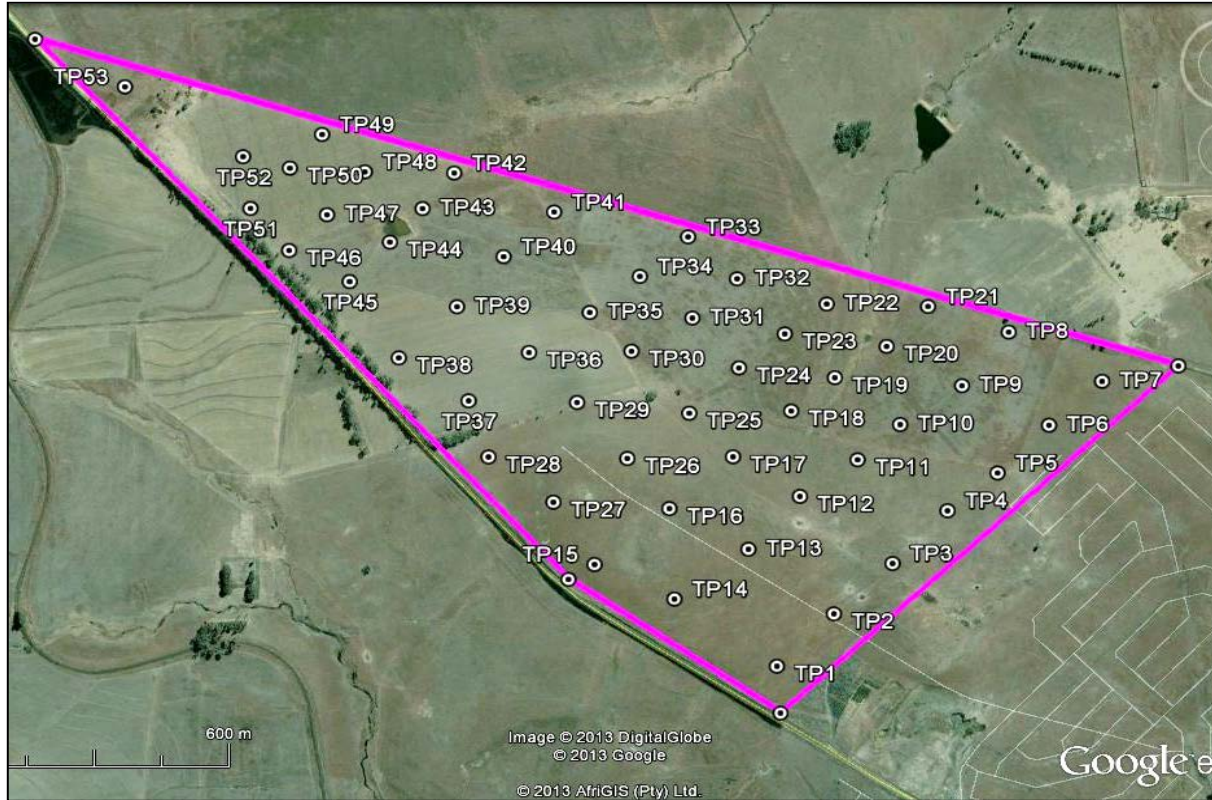 TP53
TP49
TP48
TP42
TP52
TP50
TP41
TP51
TP47
TP43
TP33
TP46
TP44
TP40
TP34
TP32
TP45
TP39
TP35
TP31
TP22
TP21
TP8
TP38
TP36
TP30
TP23
TP20
TP24
TP19
TP9
TP7
TP37
TP29
TP25
TP18
TP10
TP6
TP28
TP26
TP17
TP11
TP5
TP27
TP16
TP12
TP4
TP15
TP13
TP3
TP14
TP2
TP1
600 m
Image © 2013 DigitalGlobe
© 2013 Google
© 2013 AfriGIS (Pty) Ltd.
Google e